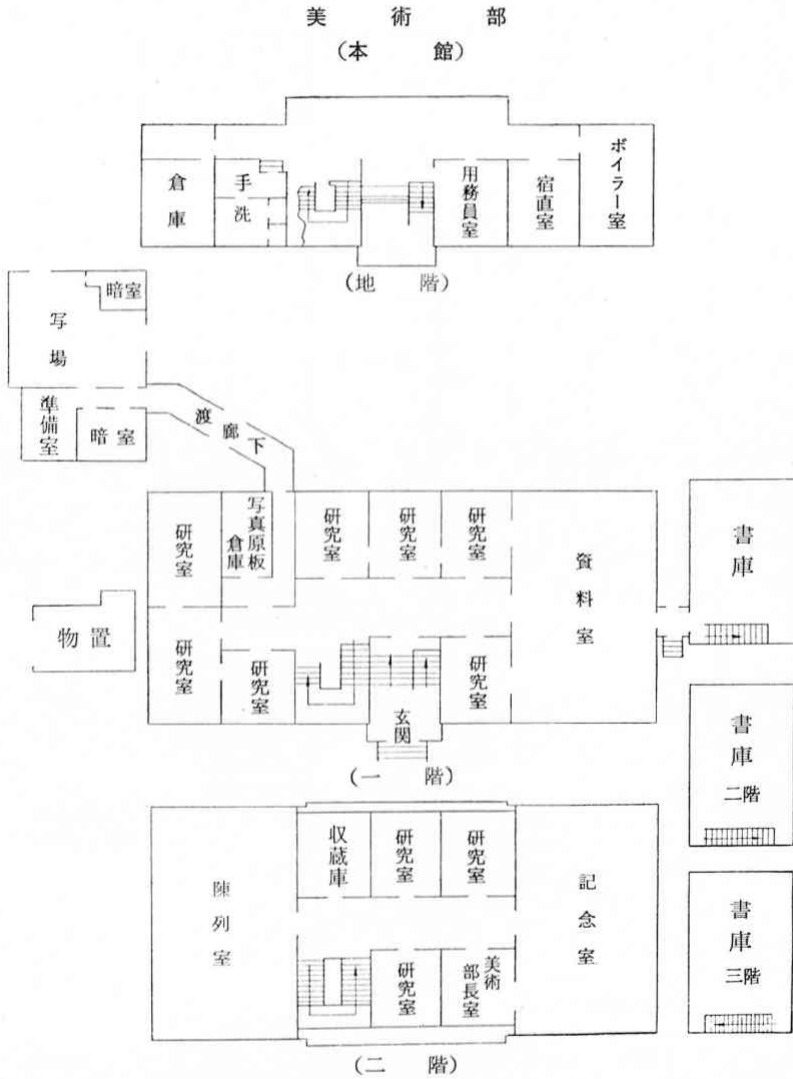 美術部
（本館）
倉庫
手洗
用務員室
宿直室
ボイラー室
（地階）
暗室
写場
準備室
暗室
渡廊下
研究室
写真原板倉庫
研究室
研究室
研究室
資料室
書庫
物置
研究室
研究室
玄関
研究室
（一階）
書庫
二階
陳列室
収蔵庫
研究室
研究室
記念室
研究室
美術部長室
書庫
三階
（二階）